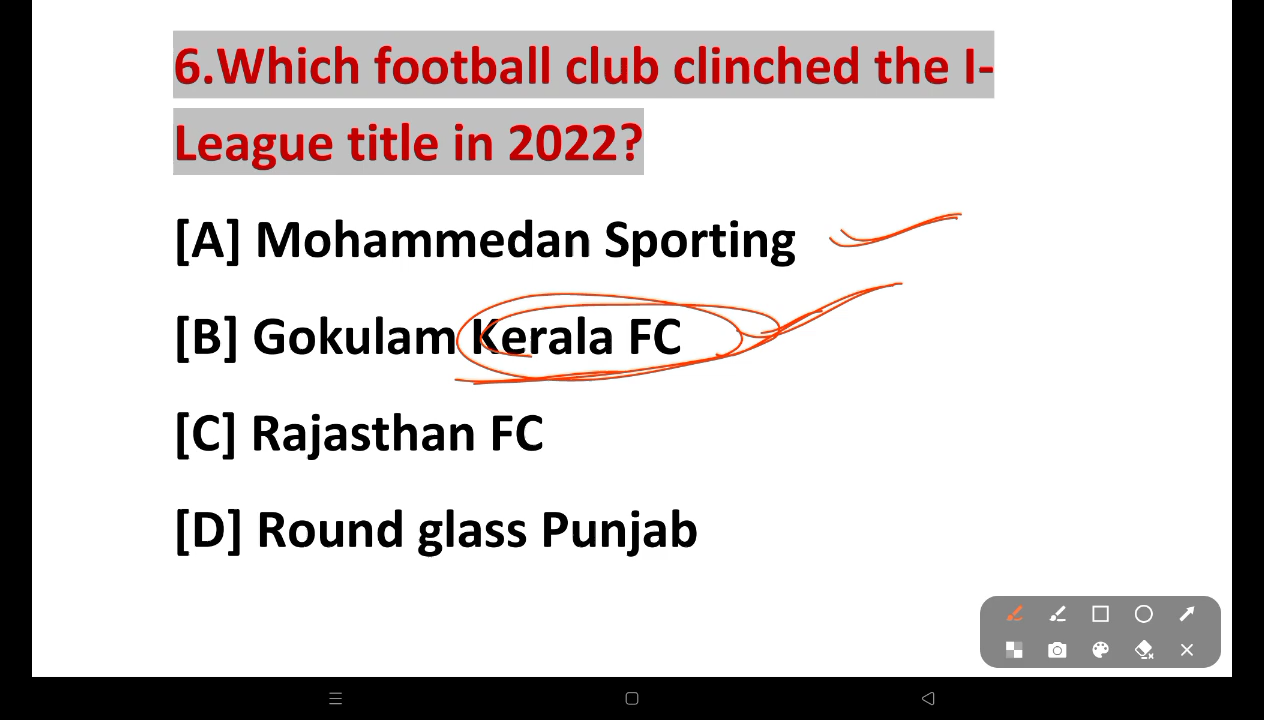 6.Which football club clinched the I-
League title in 2022?
[A] Mohammedan Sporting
[B] Gokulam Kerala FC
[C] Rajasthan FC
[D] Round glass Punjab